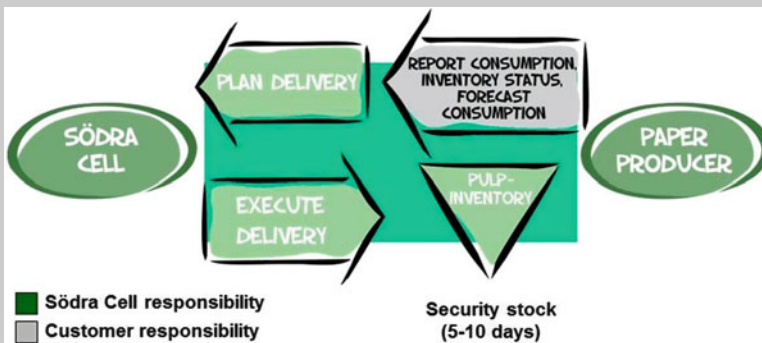 PLAN DELIVERY
REPORT CONSUMPTION,
INVENTORY STATUS,
FORECAST
CONSUMPTION
SÖDRA
CELL
PAPER
PRODUCER
EXECUTE
DELIVERY
PULP-
INVENTORY
Södra Cell responsibility
Customer responsibility
Security stock
(5-10 days)